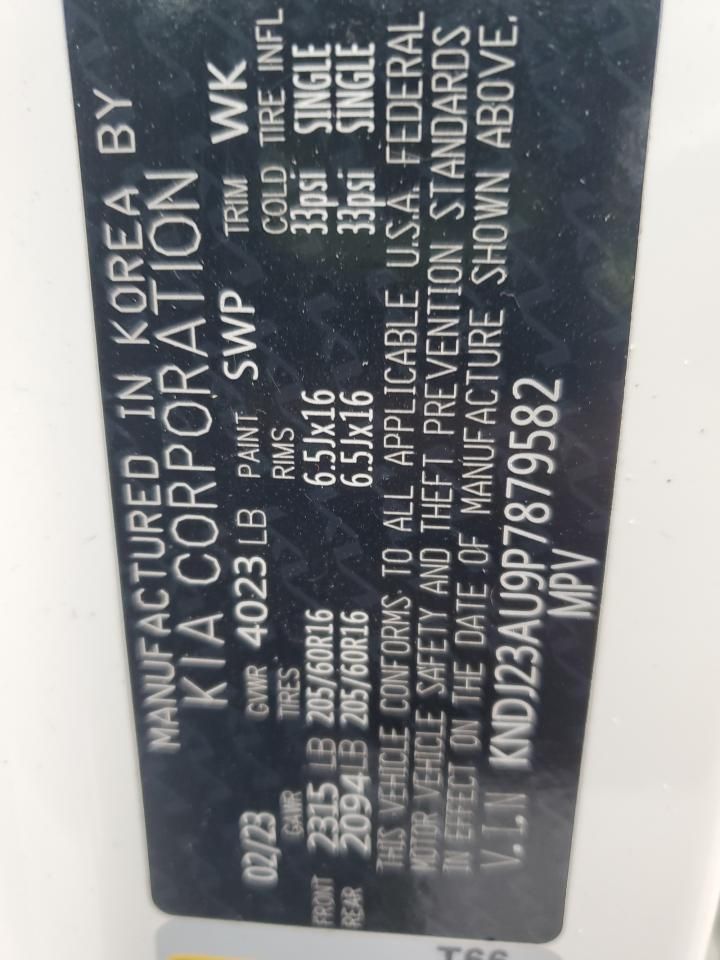 MANUFACTURED IN KOREA BY
KIA CORPORATION
02/23 GVWR 4023 LB PAINT SWP TRIM WK
GAWR TIRES RIMS COLD TIRE INFL
FRONT 2315 LB 205/60R16 6.5Jx16 33psi SINGLE
REAR 2094 LB 205/60R16 6.5Jx16 33psi SINGLE
THIS VEHICLE CONFORMS TO ALL APPLICABLE U.S.A. FEDERAL
MOTOR VEHICLE SAFETY AND THEFT PREVENTION STANDARDS
IN EFFECT ON THE DATE OF MANUFACTURE SHOWN ABOVE.
V.I.N KNDJ23AU9P7879582
MPV